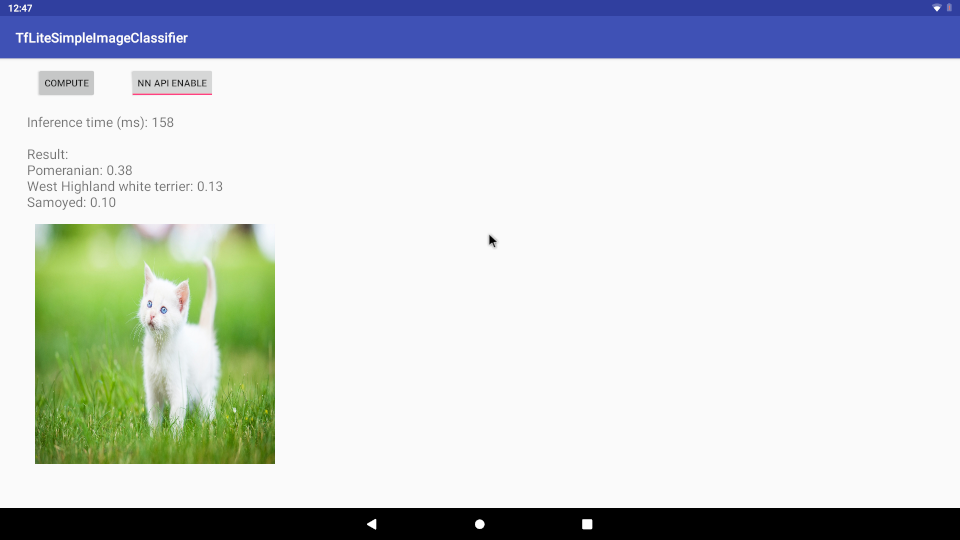 12:47
TfLiteSimpleImageClassifier
COMPUTE NN API ENABLE
Inference time (ms): 158
Result:
Pomeranian: 0.38
West Highland white terrier: 0.13
Samoyed: 0.10